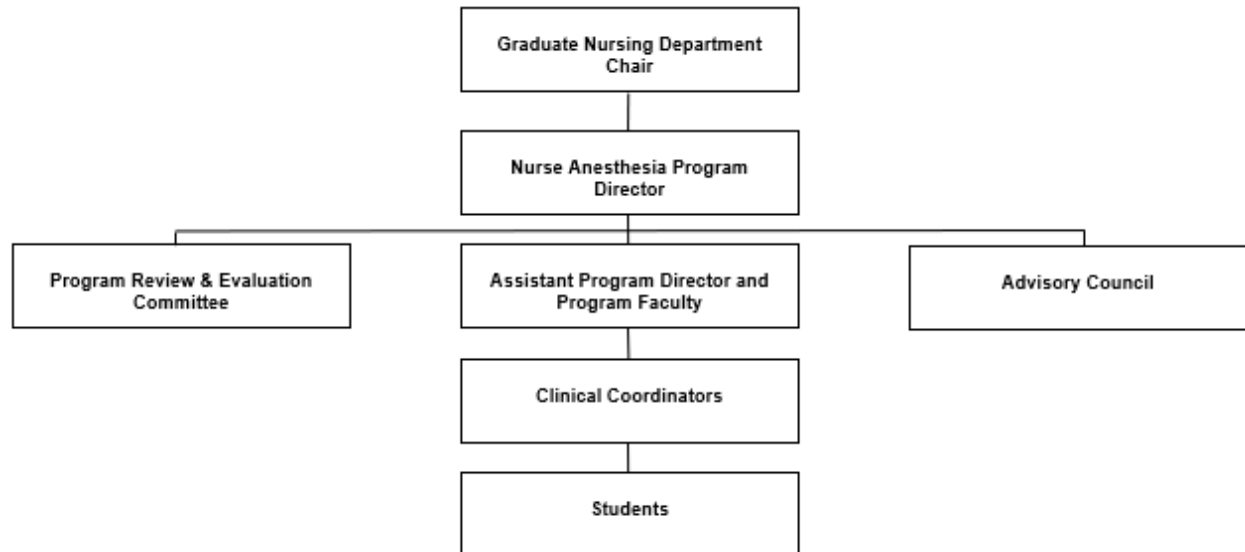 Graduate Nursing Department
Chair
Nurse Anesthesia Program
Director
Program Review & Evaluation
Committee
Assistant Program Director and
Program Faculty
Advisory Council
Clinical Coordinators
Students